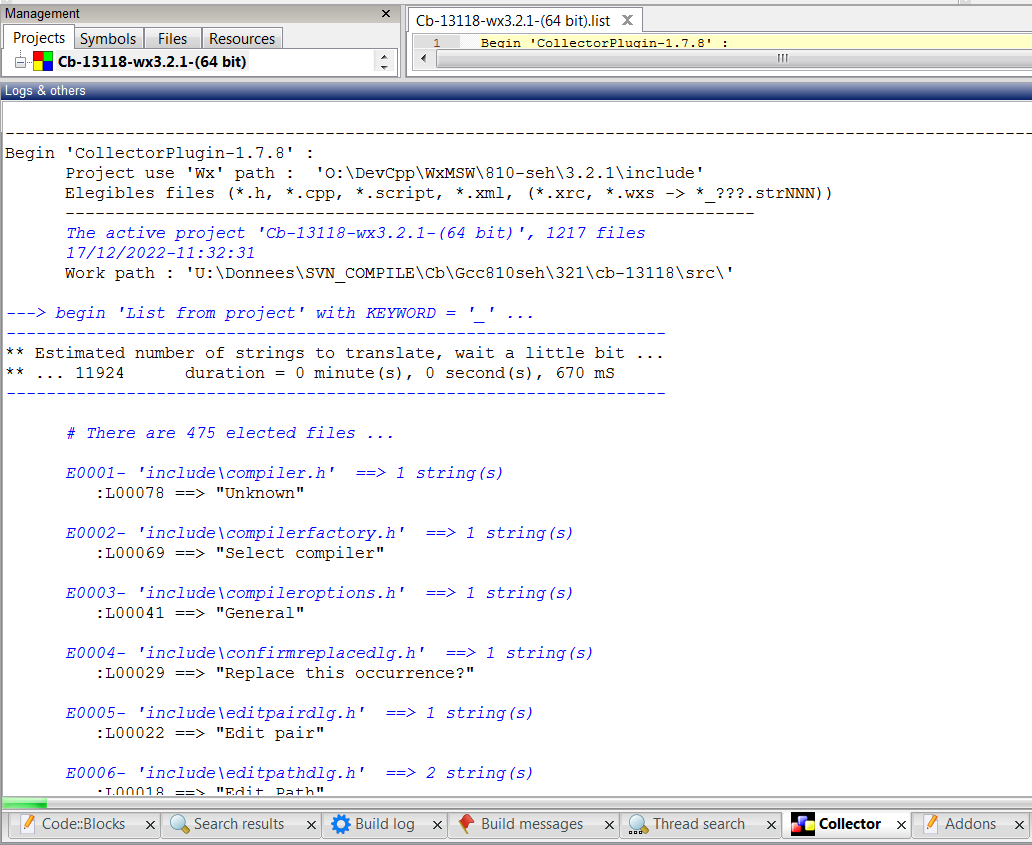 Management
Cb-13118-wx3.2.1-(64 bit).list
Projects Symbols Files Resources
1 Begin 'CollectorPlugin-1.7.8' :
Cb-13118-wx3.2.1-(64 bit)
Logs & others
Begin 'CollectorPlugin-1.7.8' :
Project use 'Wx' path : 'O:\DevCpp\WxMSW\810-seh\3.2.1\include'
Elegibles files (*.h, *.cpp, *.script, *.xml, (*.xrc, *.wxs -> *_???.strNNN))
---------------------------------------------------------------------
The active project 'Cb-13118-wx3.2.1-(64 bit)', 1217 files
17/12/2022-11:32:31
Work path : 'U:\Donnees\SVN_COMPILE\Cb\Gcc810seh\321\cb-13118\src\'
---> begin 'List from project' with KEYWORD = '_' ...
------------------------------------------------------------------
** Estimated number of strings to translate, wait a little bit ...
** ... 11924 duration = 0 minute(s), 0 second(s), 670 mS
------------------------------------------------------------------
# There are 475 elected files ...
E0001- 'include\compiler.h' ==> 1 string(s)
:L00078 ==> "Unknown"
E0002- 'include\compilerfactory.h' ==> 1 string(s)
:L00069 ==> "Select compiler"
E0003- 'include\compileroptions.h' ==> 1 string(s)
:L00041 ==> "General"
E0004- 'include\confirmreplacedlg.h' ==> 1 string(s)
:L00029 ==> "Replace this occurrence?"
E0005- 'include\editpairdlg.h' ==> 1 string(s)
:L00022 ==> "Edit pair"
E0006- 'include\editpathdlg.h' ==> 2 string(s)
:L00018 ==> "Edit Path"
Code::Blocks Search results Build log Build messages Thread search Collector Addons